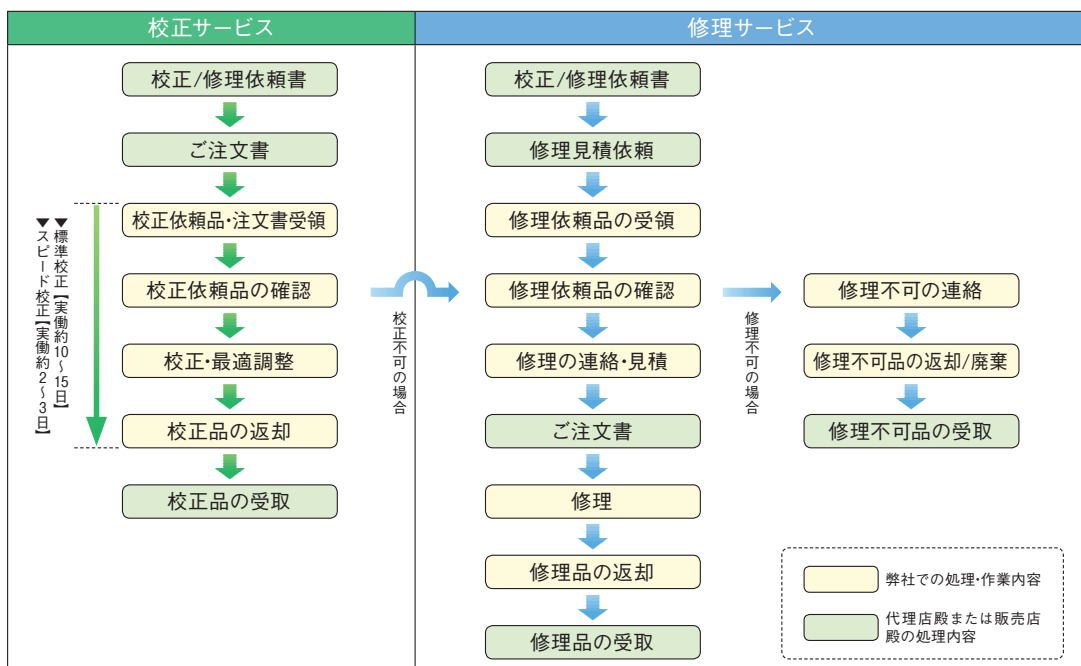 校正サービス
校正/修理依頼書
ご注文書
校正依頼品・注文書受領
校正依頼品の確認
校正・最適調整
校正品の返却
校正品の受取
▼標準校正【実働約10～15日】
▼スピード校正【実働約2～3日】
校正不可の場合
修理サービス
校正/修理依頼書
修理見積依頼
修理依頼品の受領
修理依頼品の確認
修理の連絡・見積
ご注文書
修理
修理品の返却
修理品の受取
修理不可の場合
修理不可の連絡
修理不可品の返却/廃棄
修理不可品の受取
弊社での処理・作業内容
代理店殿または販売店
殿の処理内容